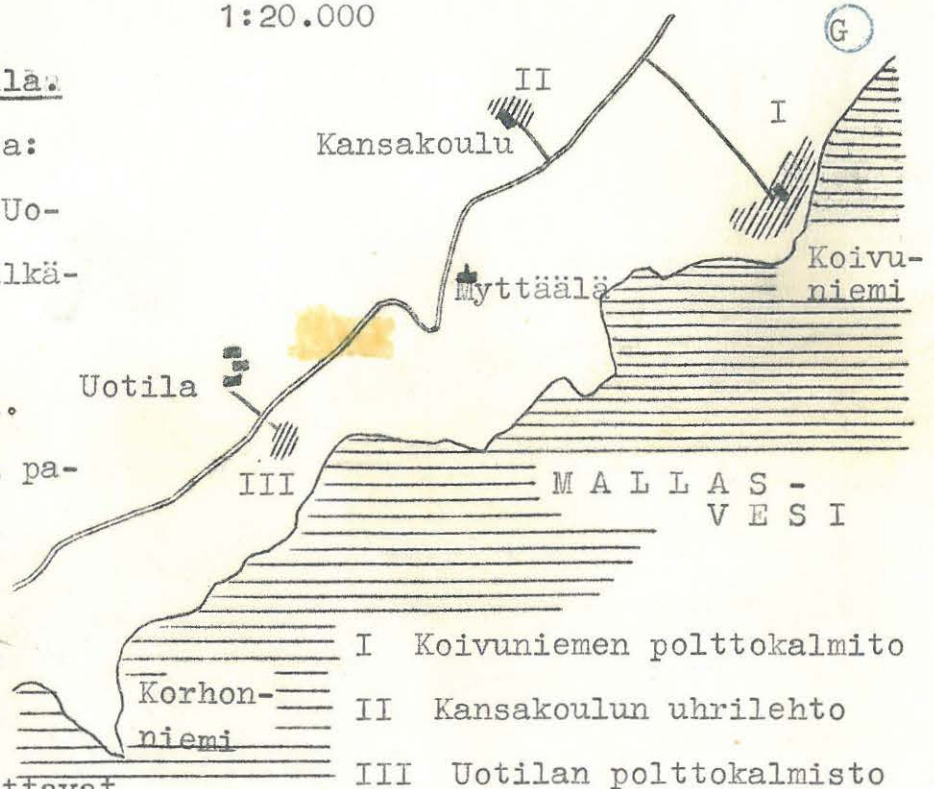 1:20.000
G
lä.
a:
Uo-
lkä-
pa-
II
I
Kansakoulu
Koivu-
niemi
Myttäälä
Uotila
III
MALLAS-
VESI
Korhon-
niemi
I Koivuniemen polttokalmito
II Kansakoulun uhrilehto
III Uotilan polttokalmisto
ttavat